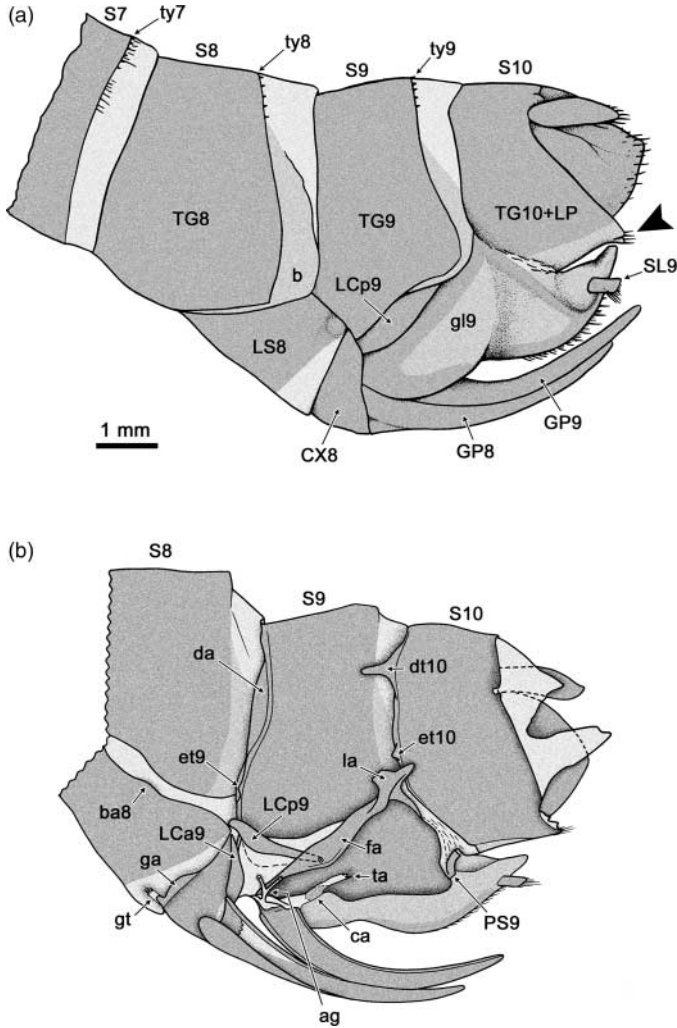 (a)
S7
ty7
S8
ty8
S9
ty9
S10
TG8
TG9
TG10+LP
b
LCp9
SL9
gl9
LS8
GP9
1 mm
CX8
GP8
(b)
S8
S9
S10
da
dt10
et9
et10
la
LCp9
ba8
LCa9
fa
ga
ta
gt
ca
PS9
ag